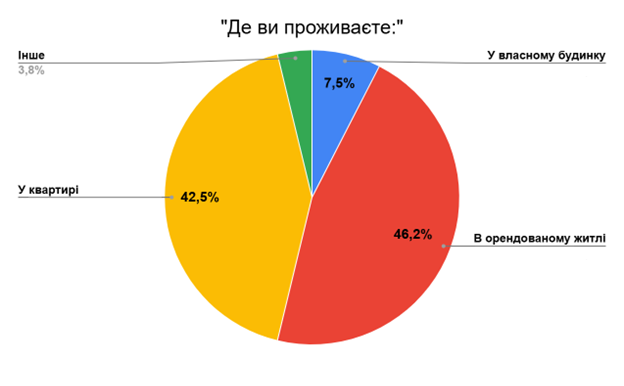 "Де ви проживаєте:"
Інше
3,8%
У власному будинку
7,5%
У квартирі
42,5%
46,2%
В орендованому житлі